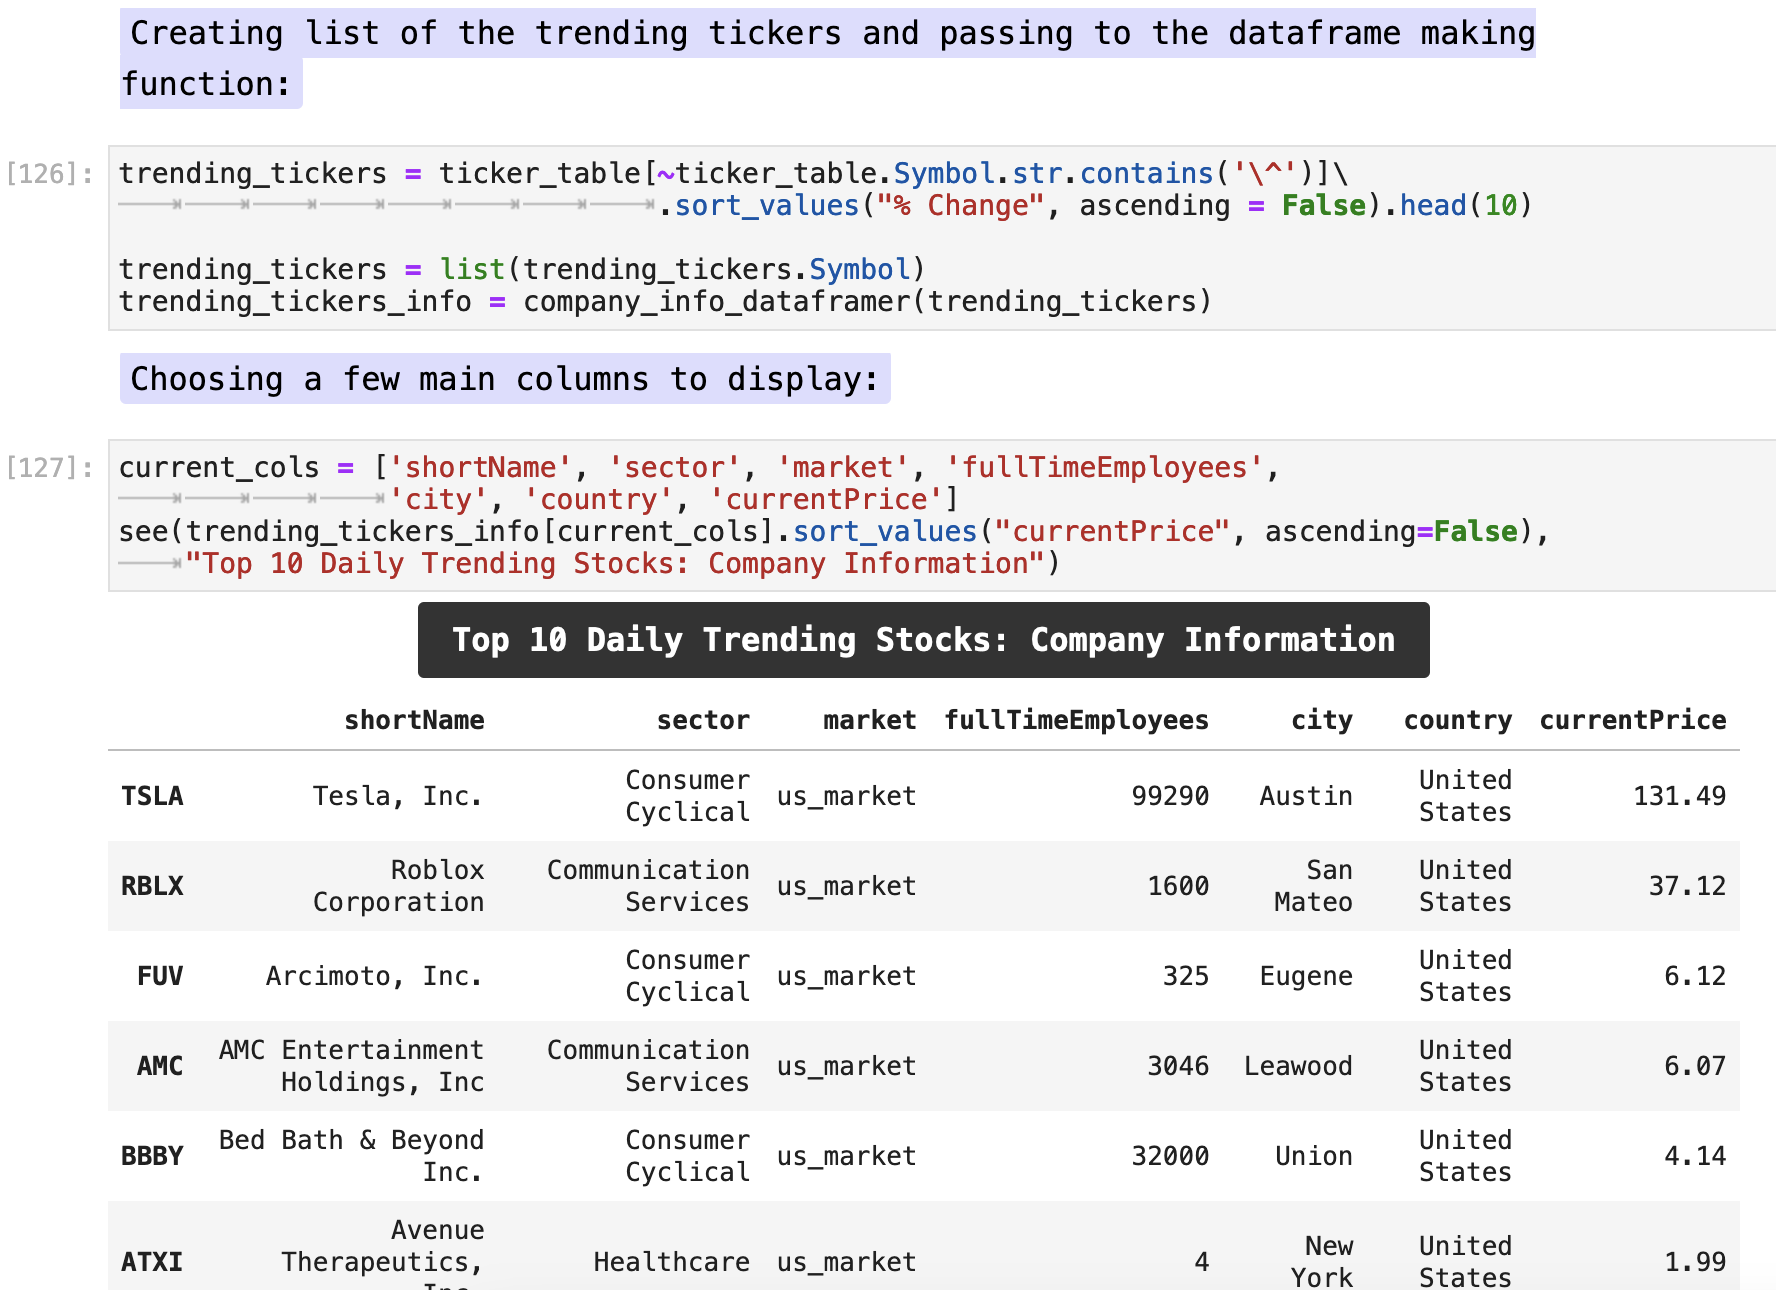 Creating list of the trending tickers and passing to the dataframe making
function:
[126]:
trending_tickers = ticker_table[~ticker_table.Symbol.str.contains('\^')]\
.sort_values("% Change", ascending = False).head(10)
trending_tickers = list(trending_tickers.Symbol)
trending_tickers_info = company_info_dataframer(trending_tickers)
Choosing a few main columns to display:
[127]:
current_cols = ['shortName', 'sector', 'market', 'fullTimeEmployees',
'city', 'country', 'currentPrice']
see(trending_tickers_info[current_cols].sort_values("currentPrice", ascending=False),
"Top 10 Daily Trending Stocks: Company Information")
Top 10 Daily Trending Stocks: Company Information
shortName sector market fullTimeEmployees city country currentPrice
TSLA Tesla, Inc. Consumer Cyclical us_market 99290 Austin United States 131.49
RBLX Roblox Corporation Communication Services us_market 1600 San Mateo United States 37.12
FUV Arcimoto, Inc. Consumer Cyclical us_market 325 Eugene United States 6.12
AMC AMC Entertainment Holdings, Inc Communication Services us_market 3046 Leawood United States 6.07
BBBY Bed Bath & Beyond Inc. Consumer Cyclical us_market 32000 Union United States 4.14
ATXI Avenue Therapeutics, Healthcare us_market 4 New York United States 1.99